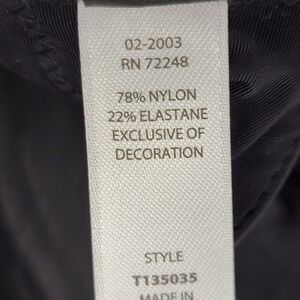 02-2003
RN 72248
78% NYLON
22% ELASTANE
EXCLUSIVE OF
DECORATION
STYLE
T135035
MADE IN